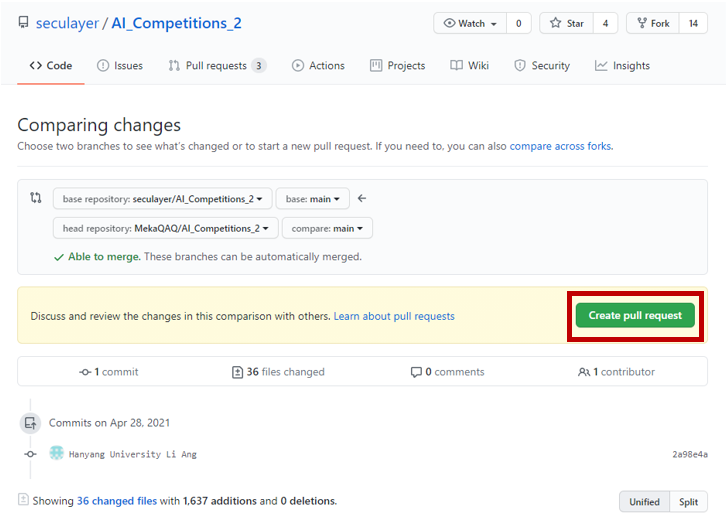 seculayer / AI_Competitions_2
Watch 0 Star 4 Fork 14
Code Issues Pull requests 3 Actions Projects Wiki Security Insights
Comparing changes
Choose two branches to see what's changed or to start a new pull request. If you need to, you can also compare across forks.
base repository: seculayer/AI_Competitions_2 base: main
head repository: MekaQAQ/AI_Competitions_2 compare: main
Able to merge. These branches can be automatically merged.
Discuss and review the changes in this comparison with others. Learn about pull requests Create pull request
1 commit 36 files changed 0 comments 1 contributor
Commits on Apr 28, 2021
Hanyang University Li Ang 2a98e4a
Showing 36 changed files with 1,637 additions and 0 deletions. Unified Split